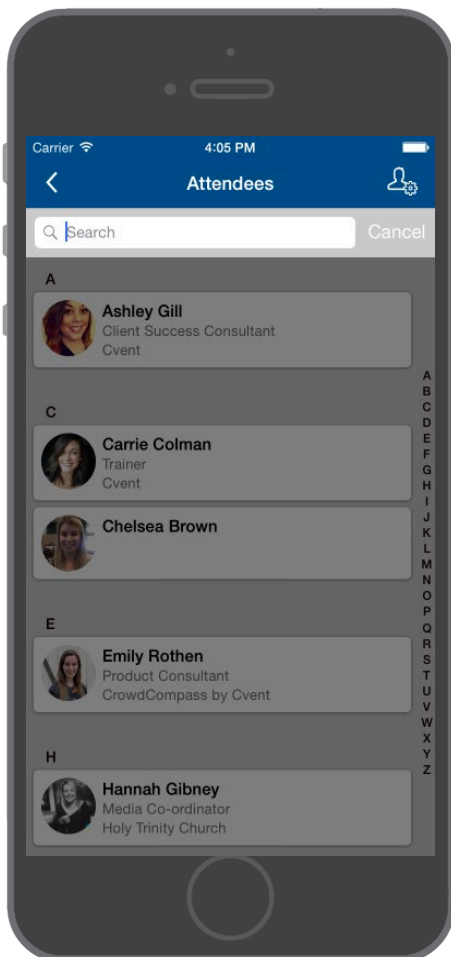 Carrier 4:05 PM
Attendees
Search Cancel
A
Ashley Gill
Client Success Consultant
Cvent
C
Carrie Colman
Trainer
Cvent
Chelsea Brown
E
Emily Rothen
Product Consultant
CrowdCompass by Cvent
H
Hannah Gibney
Media Co-ordinator
Holy Trinity Church
A
B
C
D
E
F
G
H
I
J
K
L
M
N
O
P
Q
R
S
T
U
V
W
X
Y
Z